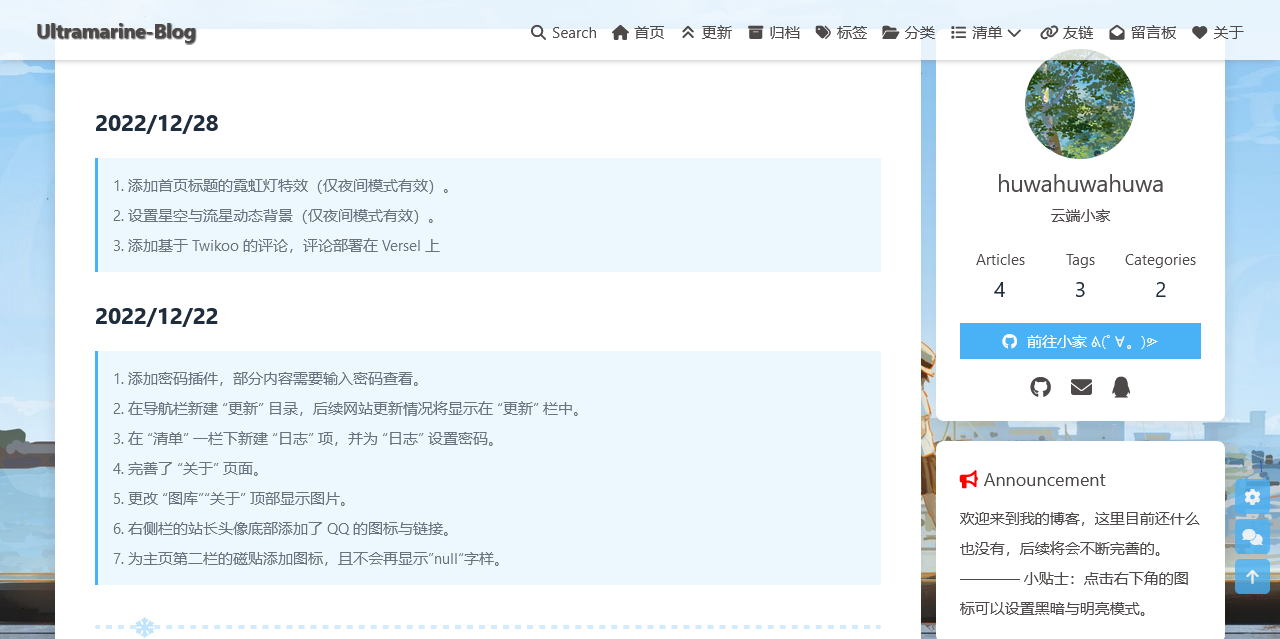 Ultramarine-Blog
Search 首页 更新 归档 标签 分类 清单 友链 留言板 关于
2022/12/28
1. 添加首页标题的霓虹灯特效（仅夜间模式有效）。
2. 设置星空与流星动态背景（仅夜间模式有效）。
3. 添加基于 Twikoo 的评论，评论部署在 Versel 上
2022/12/22
1. 添加密码插件，部分内容需要输入密码查看。
2. 在导航栏新建 “更新” 目录，后续网站更新情况将显示在 “更新” 栏中。
3. 在 “清单” 一栏下新建 “日志” 项，并为 “日志” 设置密码。
4. 完善了 “关于” 页面。
5. 更改 “图库”“关于” 顶部显示图片。
6. 右侧栏的站长头像底部添加了 QQ 的图标与链接。
7. 为主页第二栏的磁贴添加图标，且不会再显示”null“字样。
huwahuwahuwa
云端小家
Articles Tags Categories
4 3 2
前往小家 ᕕ(ﾟ∀。)ᕗ
Announcement
欢迎来到我的博客，这里目前还什么
也没有，后续将会不断完善的。
———— 小贴士：点击右下角的图
标可以设置黑暗与明亮模式。